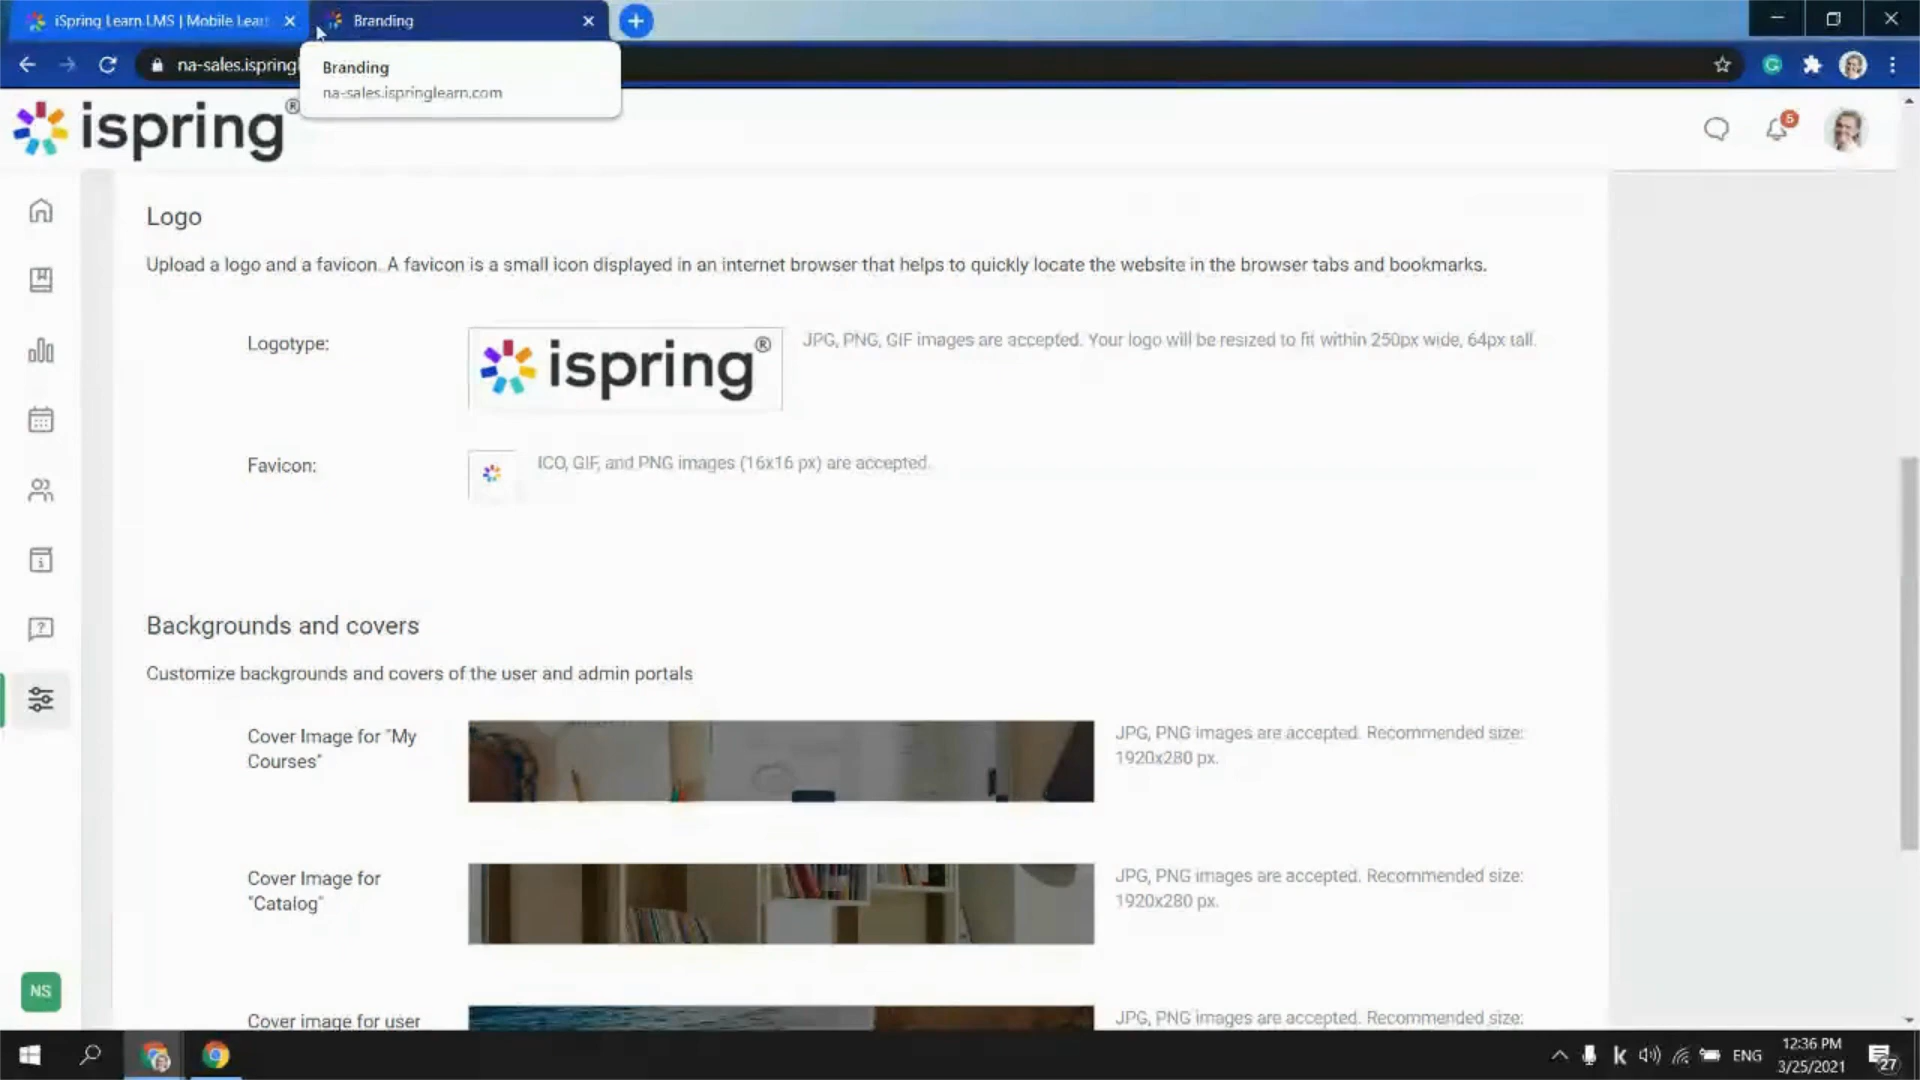 iSpring Learn LMS | Mobile Lear
Branding
na-sales.ispringl
Branding
na-sales.ispringlearn.com
ispring®
5
Logo
Upload a logo and a favicon. A favicon is a small icon displayed in an internet browser that helps to quickly locate the website in the browser tabs and bookmarks.
Logotype:
ispring®
JPG, PNG, GIF images are accepted. Your logo will be resized to fit within 250px wide, 64px tall.
Favicon:
ICO, GIF, and PNG images (16x16 px) are accepted.
Backgrounds and covers
Customize backgrounds and covers of the user and admin portals
Cover Image for "My
Courses"
JPG, PNG images are accepted. Recommended size:
1920x280 px.
Cover Image for
"Catalog"
JPG, PNG images are accepted. Recommended size:
1920x280 px.
NS
Cover image for user
JPG, PNG images are accepted. Recommended size:
ENG
12:36 PM
3/25/2021
27